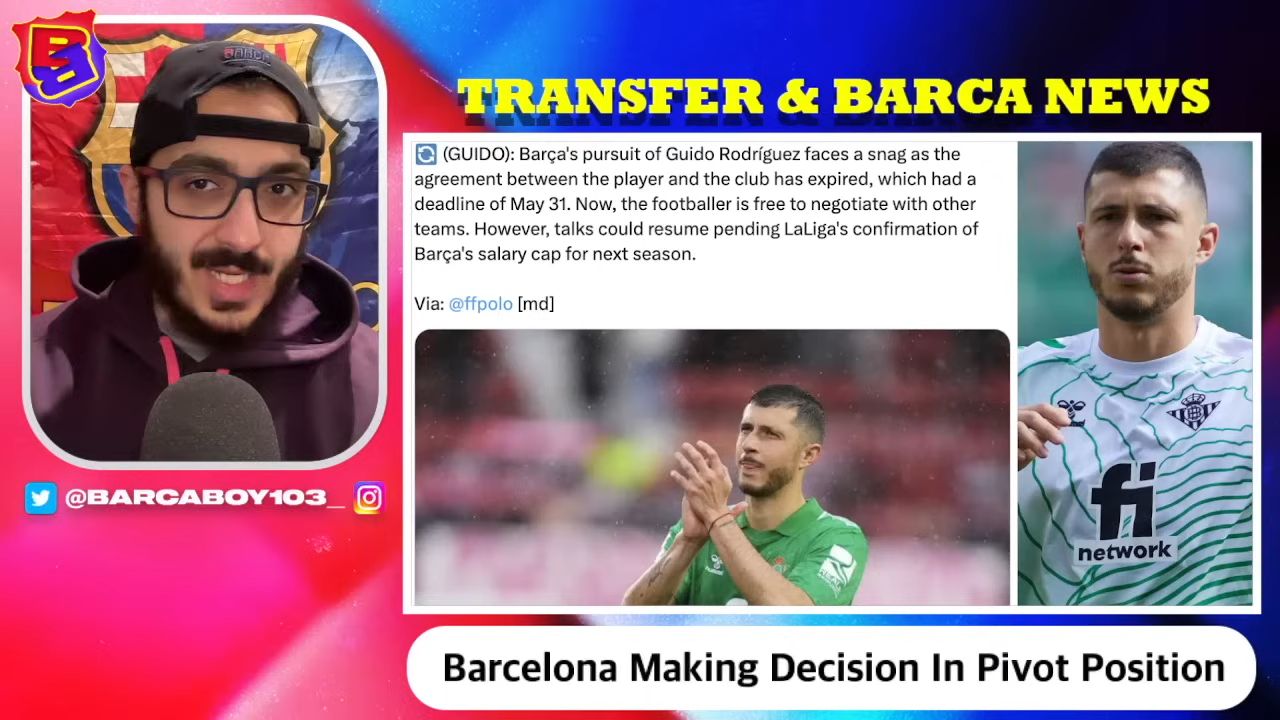 TRANSFER & BARCA NEWS
(GUIDO): Barça's pursuit of Guido Rodríguez faces a snag as the
agreement between the player and the club has expired, which had a
deadline of May 31. Now, the footballer is free to negotiate with other
teams. However, talks could resume pending LaLiga's confirmation of
Barça's salary cap for next season.
Via: @ffpolo [md]
fi
network
@BARCABOY103_
Barcelona Making Decision In Pivot Position